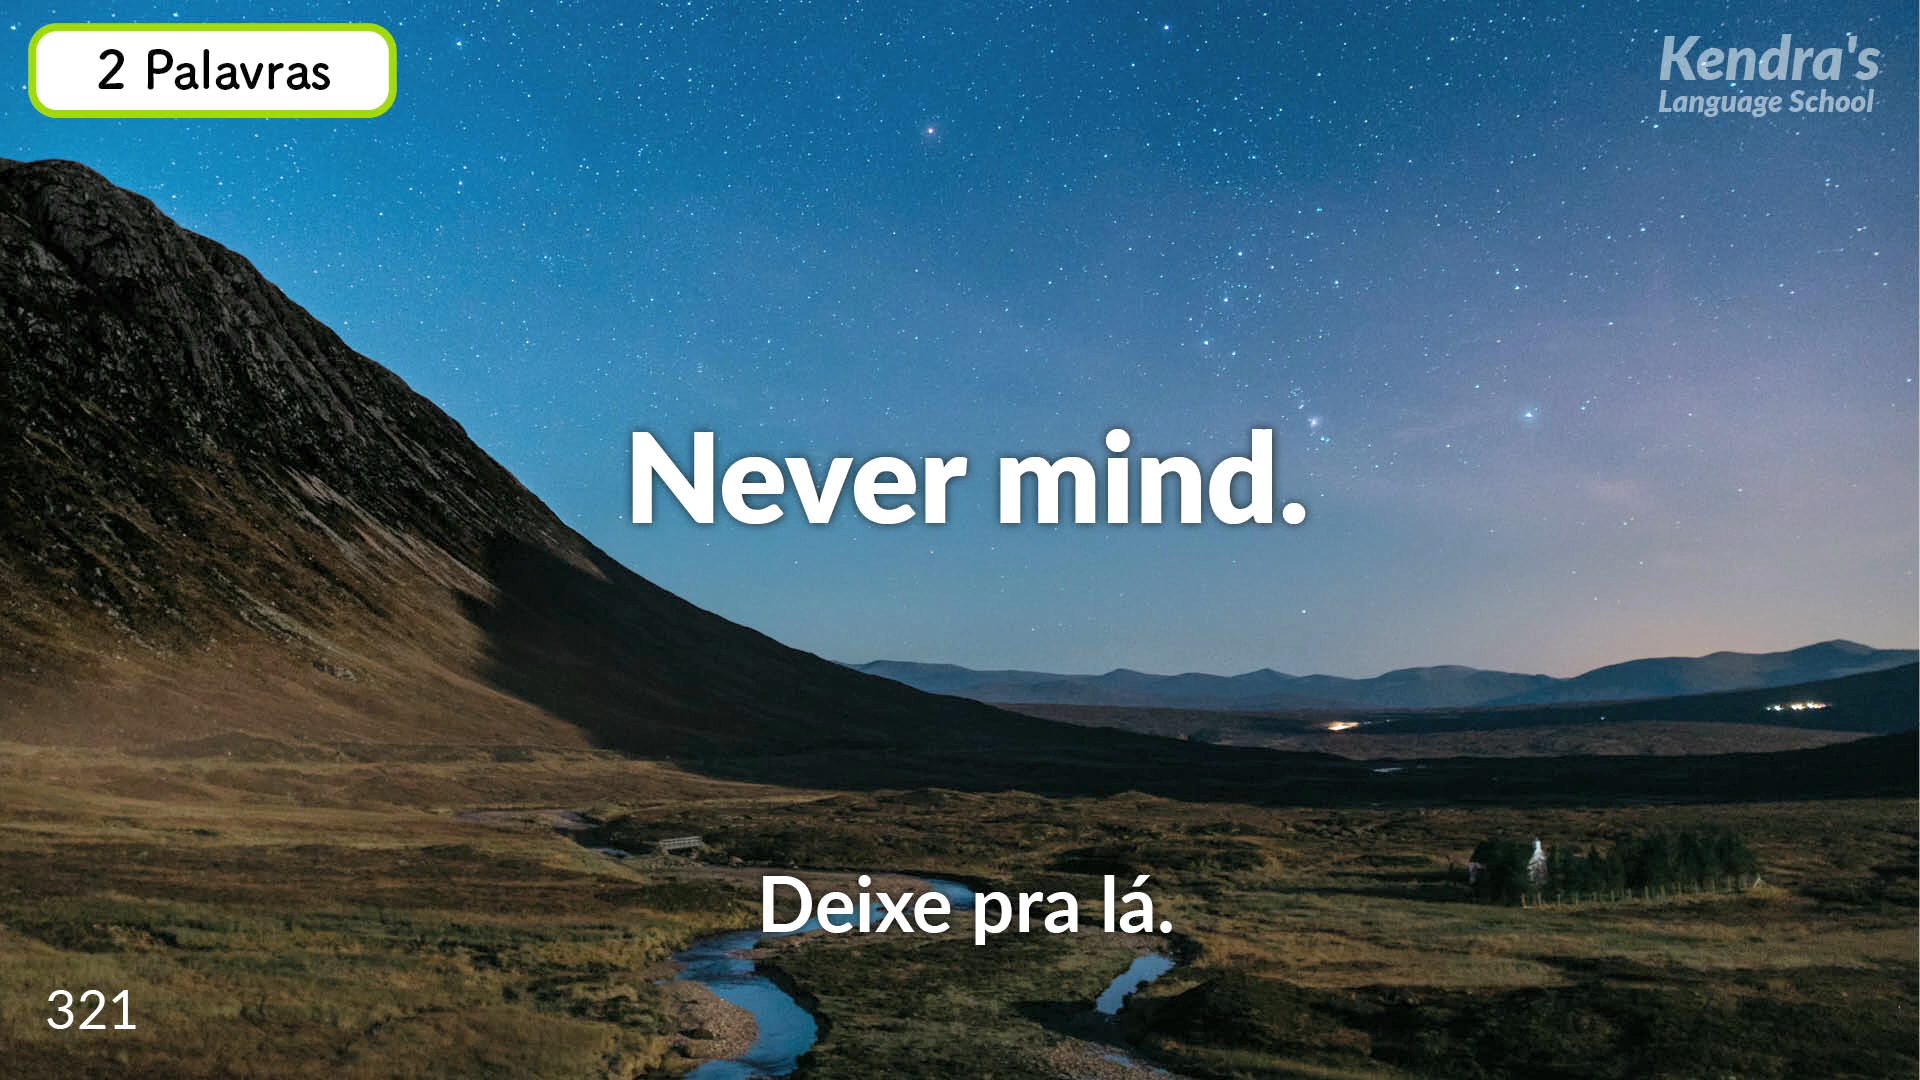 2 Palavras
Kendra's
Language School
Never mind.
Deixe pra lá.
321